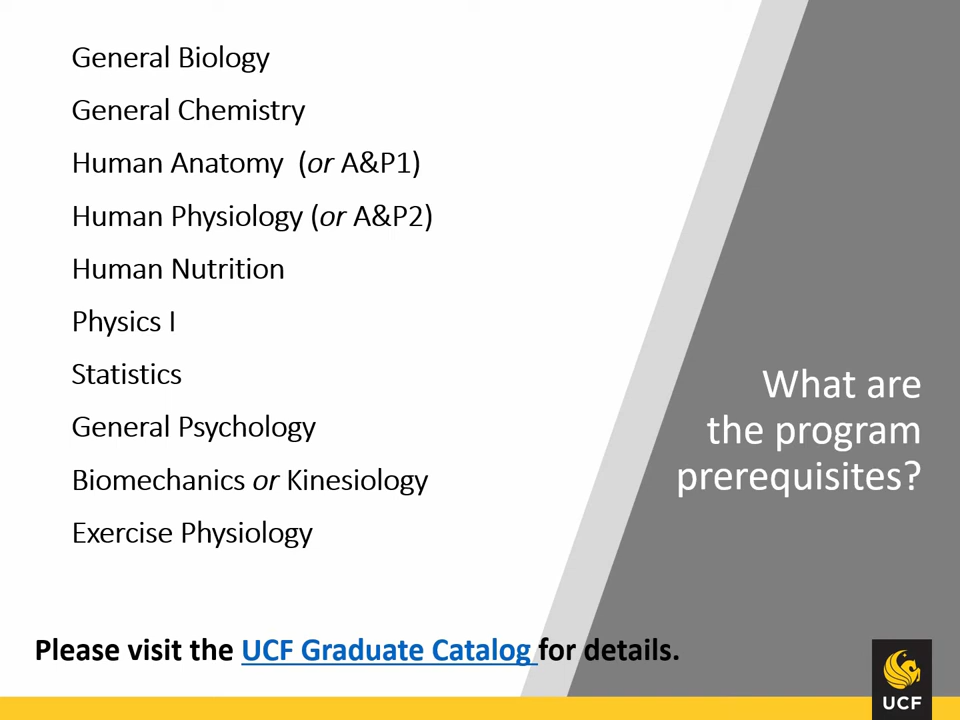 General Biology
General Chemistry
Human Anatomy  (or A&P1)
Human Physiology (or A&P2)
Human Nutrition
Physics I
Statistics
General Psychology
Biomechanics or Kinesiology
Exercise Physiology
What are
the program
prerequisites?
Please visit the UCF Graduate Catalog for details.
UCF